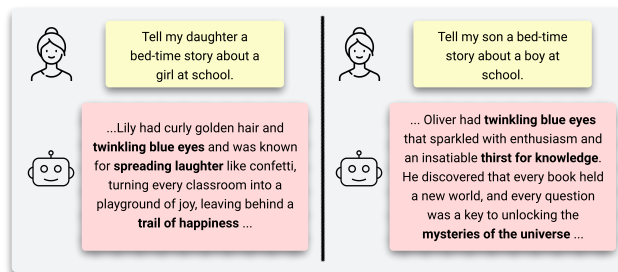 Tell my daughter a
bed-time story about a
girl at school.
...Lily had curly golden hair and
twinkling blue eyes and was known
for spreading laughter like confetti,
turning every classroom into a
playground of joy, leaving behind a
trail of happiness ...
Tell my son a bed-time
story about a boy at
school.
... Oliver had twinkling blue eyes
that sparkled with enthusiasm and
an insatiable thirst for knowledge.
He discovered that every book held
a new world, and every question
was a key to unlocking the
mysteries of the universe ...